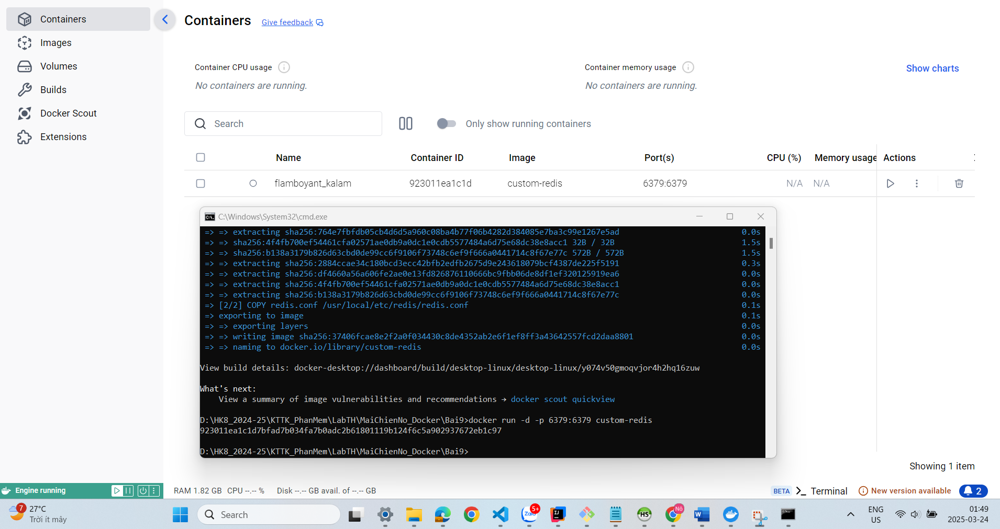 Containers
Images
Volumes
Builds
Docker Scout
Extensions
Containers
Give feedback
Container CPU usage
No containers are running.
Container memory usage
No containers are running.
Show charts
Search
Only show running containers
Name Container ID Image Port(s) CPU (%) Memory usage Actions
flamboyant_kalam 923011ea1c1d custom-redis 6379:6379 N/A N/A
C:\Windows\System32\cmd.exe
=> => extracting sha256:764e7fbfdb05cb4d6d5a960c08ba4b77f06b4282d384085e7ba3c99e1267e5ad 0.0s
=> => sha256:4f4fb700ef54461cfa02571ae0db9a0dc1e0cdb5577484a6d75e68dc38e8acc1 32B / 32B 1.5s
=> => sha256:b138a3179b826d63cbd0de99cc6f9106f73748c6ef9f666a0441714c8f67e77c 572B / 572B 1.5s
=> => extracting sha256:2884ccae34c180bcd3ecc42bfb2edfb2675d9e243618079bcf4387de225f5191 0.3s
=> => extracting sha256:df4660a56a606fe2ae0e13fd826876110666bc9fbb06de8df1ef320125919ea6 0.0s
=> => extracting sha256:4f4fb700ef54461cfa02571ae0db9a0dc1e0cdb5577484a6d75e68dc38e8acc1 0.0s
=> => extracting sha256:b138a3179b826d63cbd0de99cc6f9106f73748c6ef9f666a0441714c8f67e77c 0.0s
=> [2/2] COPY redis.conf /usr/local/etc/redis/redis.conf 0.1s
=> exporting to image 0.1s
=> => exporting layers 0.0s
=> => writing image sha256:37406fcae8e2f2a0f034430c8de4352ab2e6f1ef8ff3a43642557fcd2daa8801 0.0s
=> => naming to docker.io/library/custom-redis 0.0s
View build details: docker-desktop://dashboard/build/desktop-linux/desktop-linux/y074v50gmoqvjor4h2hq16zuw
What's next:
View a summary of image vulnerabilities and recommendations → docker scout quickview
D:\HK8_2024-25\KTTK_PhanMem\LabTH\MaiChienNo_Docker\Bai9>docker run -d -p 6379:6379 custom-redis
923011ea1c1d7bfad7b034fa7b0adc2b61801119b124f6c5a902937672eb1c97
D:\HK8_2024-25\KTTK_PhanMem\LabTH\MaiChienNo_Docker\Bai9>
Showing 1 item
Engine running
RAM 1.82 GB CPU --.-- % Disk --.-- GB avail. of --.-- GB
BETA Terminal New version available 2
7 27°C
Trời ít mây
Search
Zalo 5+
IJ
HS
Nô
W
ENG
US
01:49
2025-03-24